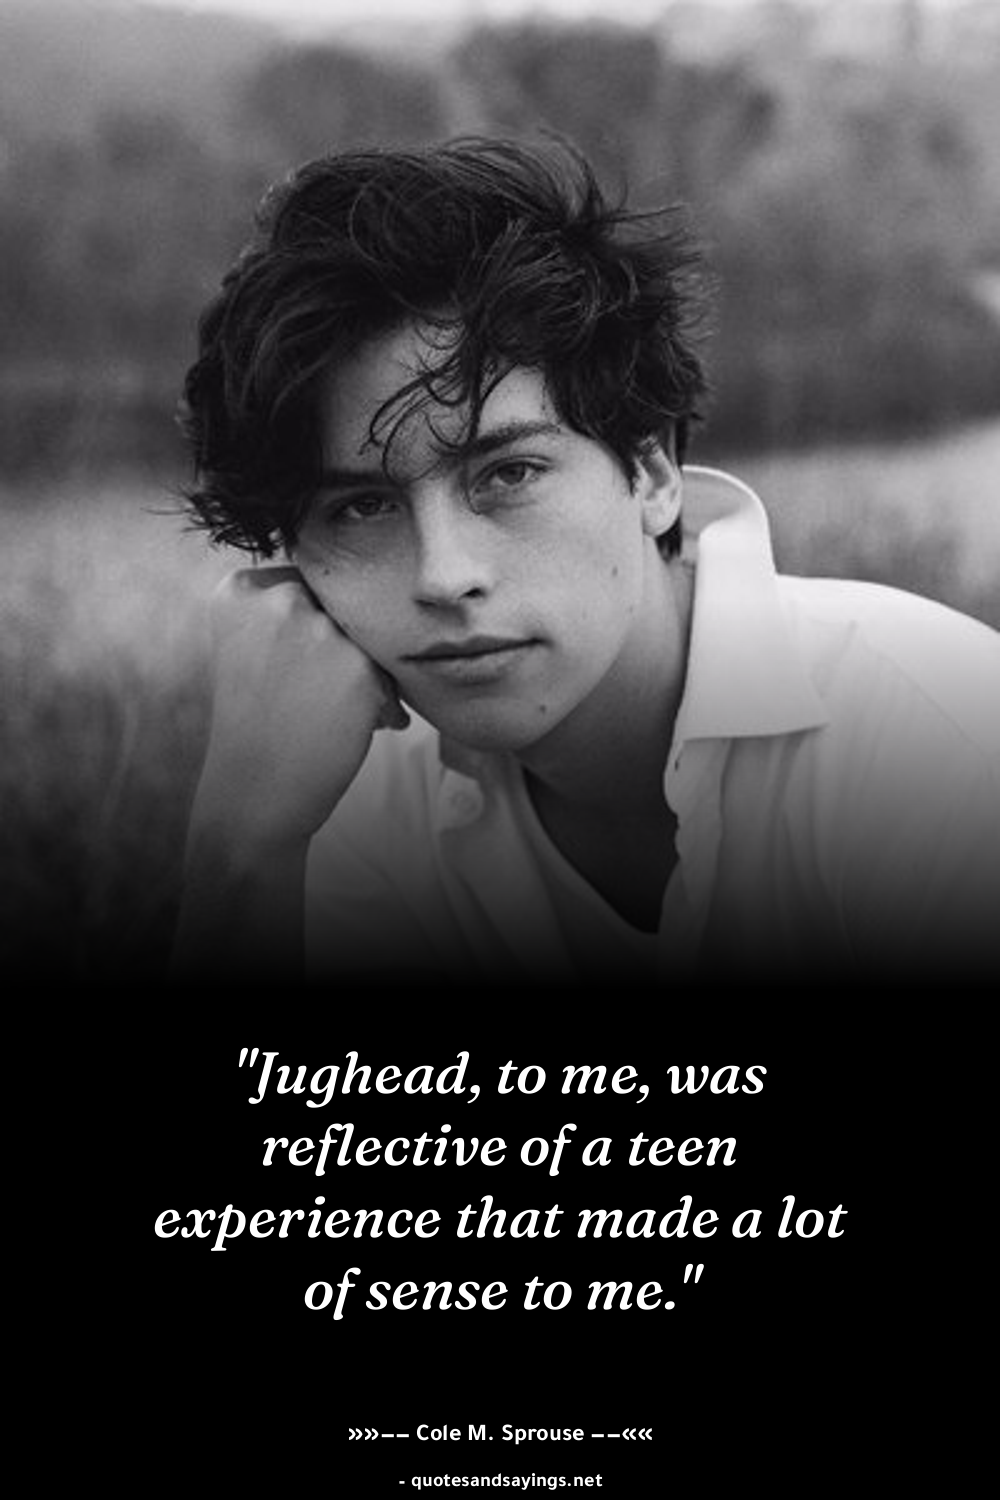 "Jughead, to me, was
reflective of a teen
experience that made a lot
of sense to me."
»»−− Cole M. Sprouse −−««
- quotesandsayings.net